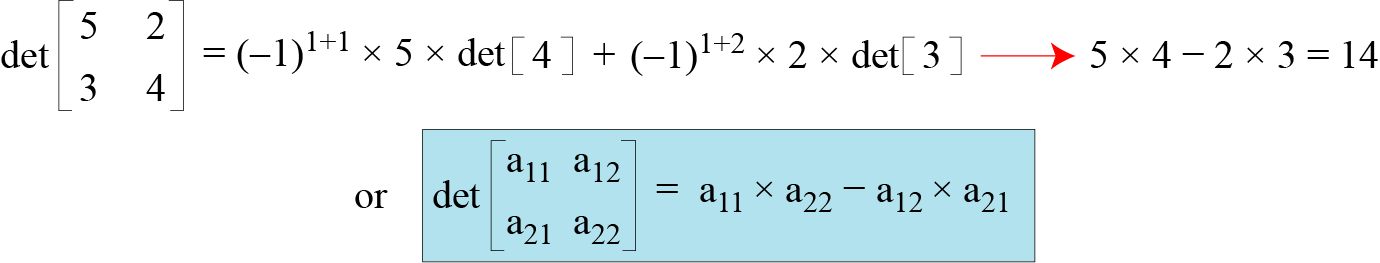 det [ 5 2 ; 3 4 ] = (–1)¹⁺¹ × 5 × det[ 4 ] + (–1)¹⁺² × 2 × det[ 3 ] ⟶ 5 × 4 − 2 × 3 = 14
or det [ a₁₁ a₁₂ ; a₂₁ a₂₂ ] = a₁₁ × a₂₂ − a₁₂ × a₂₁